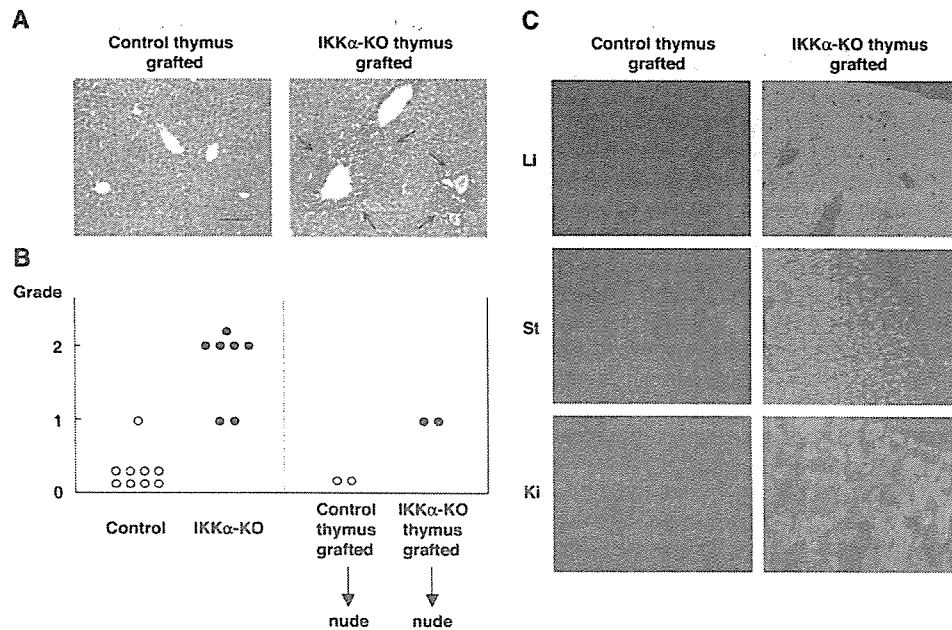 A
Control thymus
grafted
IKKα-KO thymus
grafted
B
Grade
2
1
0
Control
IKKα-KO
Control
thymus
grafted
nude
IKKα-KO
thymus
grafted
nude
C
Control thymus
grafted
IKKα-KO thymus
grafted
Li
St
Ki